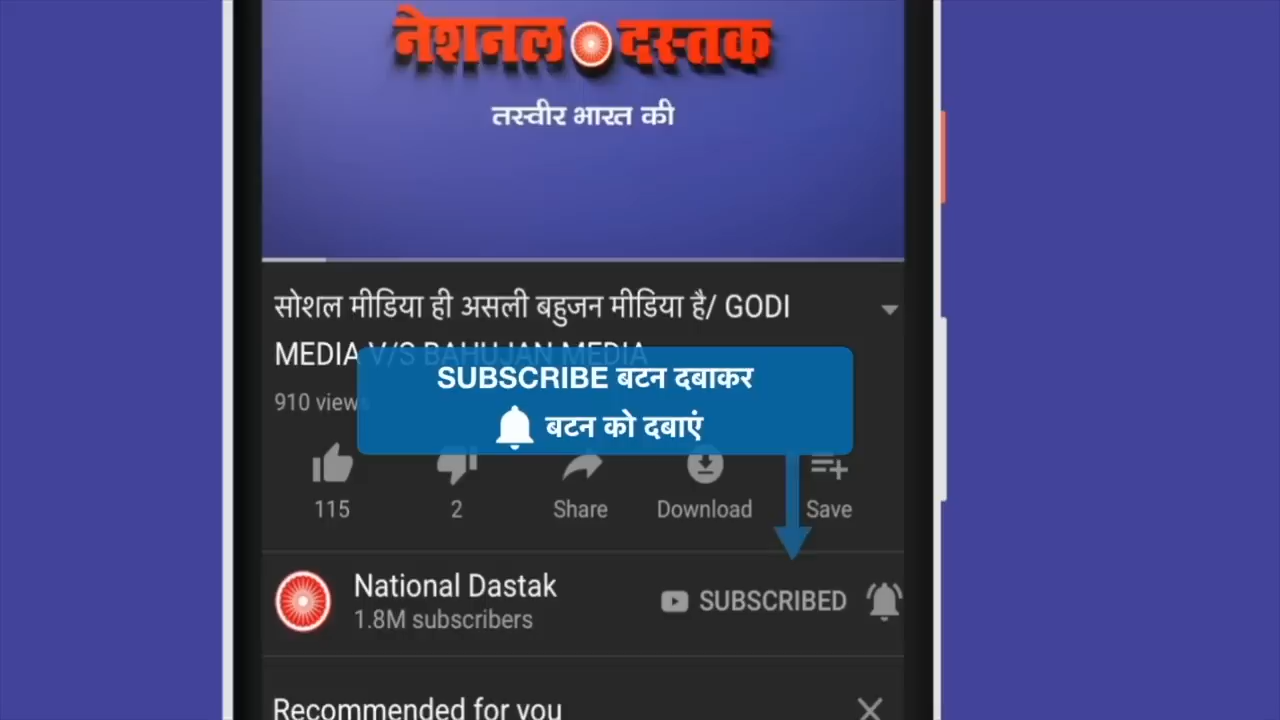 नेशनल दस्तक
तस्वीर भारत की
सोशल मीडिया ही असली बहुजन मीडिया है/ GODI
MEDIA V/S BAHUJAN MEDIA
910 views
SUBSCRIBE बटन दबाकर
बटन को दबाएं
115
2
Share
Download
Save
National Dastak
1.8M subscribers
SUBSCRIBED
Recommended for you